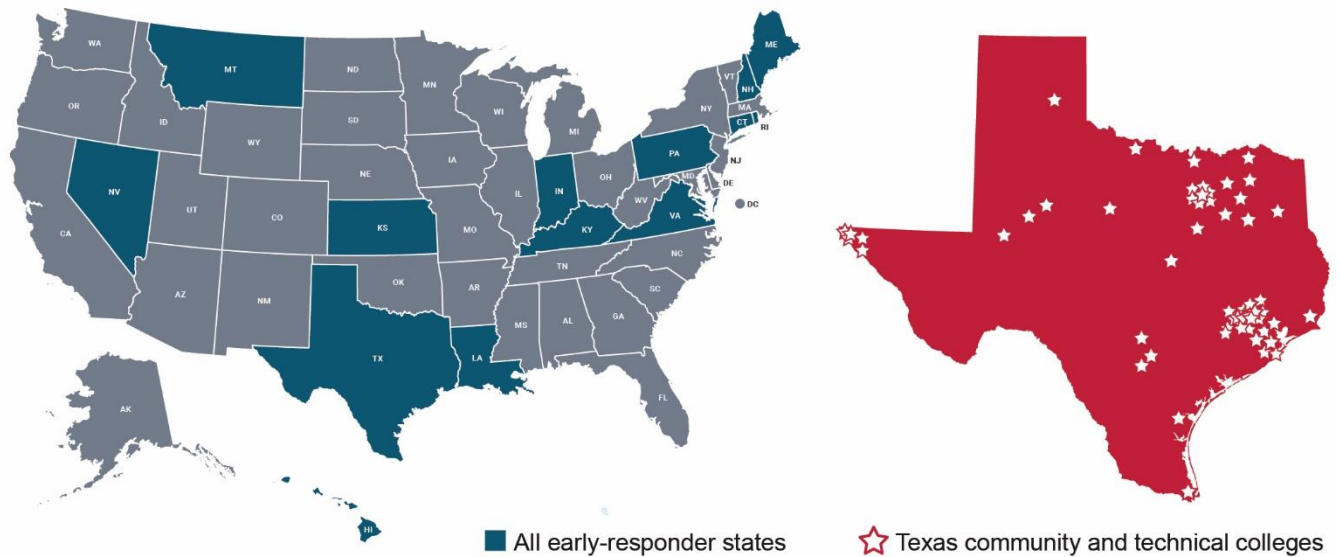 WA
MT
ND
MN
OR
ID
WY
SD
WI
MI
NY
VT
NH
ME
MA
CT
RI
NV
UT
CO
NE
IA
IL
IN
OH
PA
NJ
MD
DE
DC
WV
VA
KY
CA
KS
MO
AZ
NM
OK
AR
TN
NC
SC
TX
LA
MS
AL
GA
FL
AK
HI
All early-responder states
Texas community and technical colleges